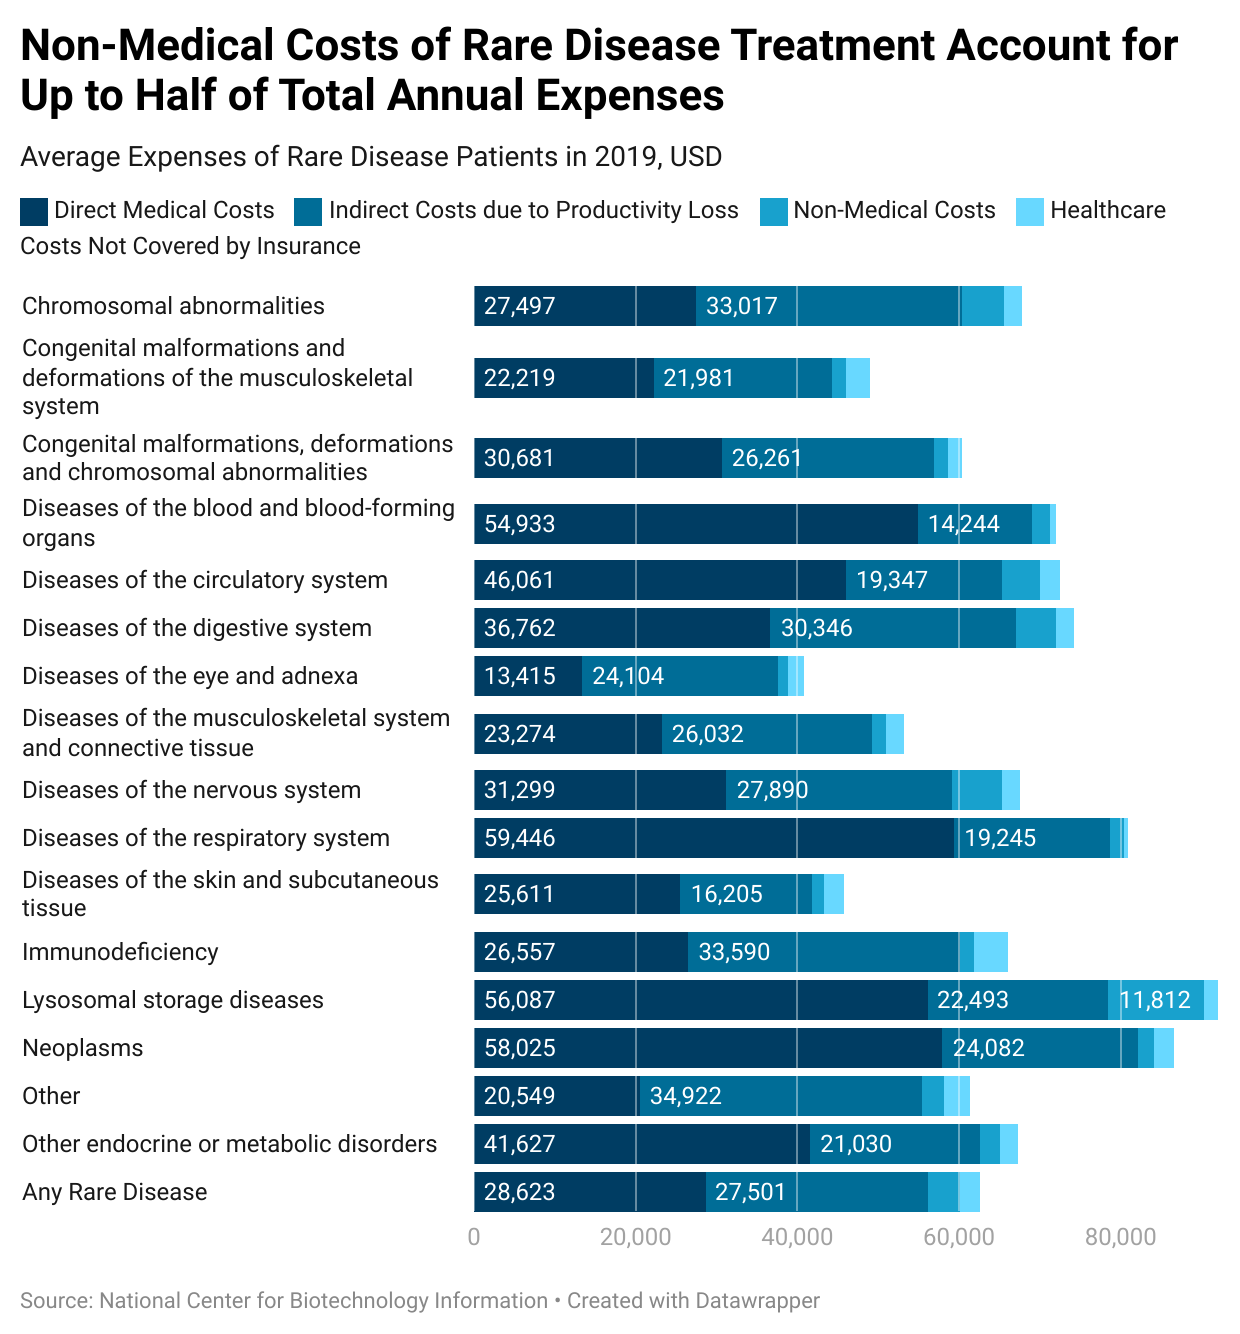 Non-Medical Costs of Rare Disease Treatment Account for
Up to Half of Total Annual Expenses
Average Expenses of Rare Disease Patients in 2019, USD
Direct Medical Costs Indirect Costs due to Productivity Loss Non-Medical Costs Healthcare
Costs Not Covered by Insurance
Chromosomal abnormalities 27,497 33,017
Congenital malformations and
deformations of the musculoskeletal
system
22,219 21,981
Congenital malformations, deformations
and chromosomal abnormalities
30,681 26,261
Diseases of the blood and blood-forming
organs
54,933 14,244
Diseases of the circulatory system 46,061 19,347
Diseases of the digestive system 36,762 30,346
Diseases of the eye and adnexa 13,415 24,104
Diseases of the musculoskeletal system
and connective tissue
23,274 26,032
Diseases of the nervous system 31,299 27,890
Diseases of the respiratory system 59,446 19,245
Diseases of the skin and subcutaneous
tissue
25,611 16,205
Immunodeficiency 26,557 33,590
Lysosomal storage diseases 56,087 22,493 11,812
Neoplasms 58,025 24,082
Other 20,549 34,922
Other endocrine or metabolic disorders 41,627 21,030
Any Rare Disease 28,623 27,501
0 20,000 40,000 60,000 80,000
Source: National Center for Biotechnology Information • Created with Datawrapper